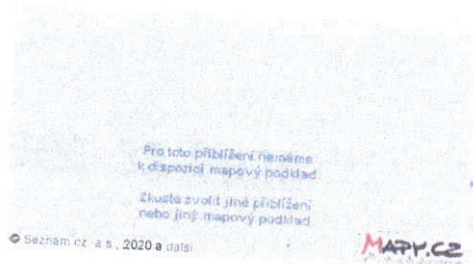 Pro toto přiblížení nemáme
k dispozici mapový podklad
Zkuste zvolit jiné přiblížení
nebo jiný mapový podklad
© Seznam.cz, a.s., 2020 a další
MAPY.CZ